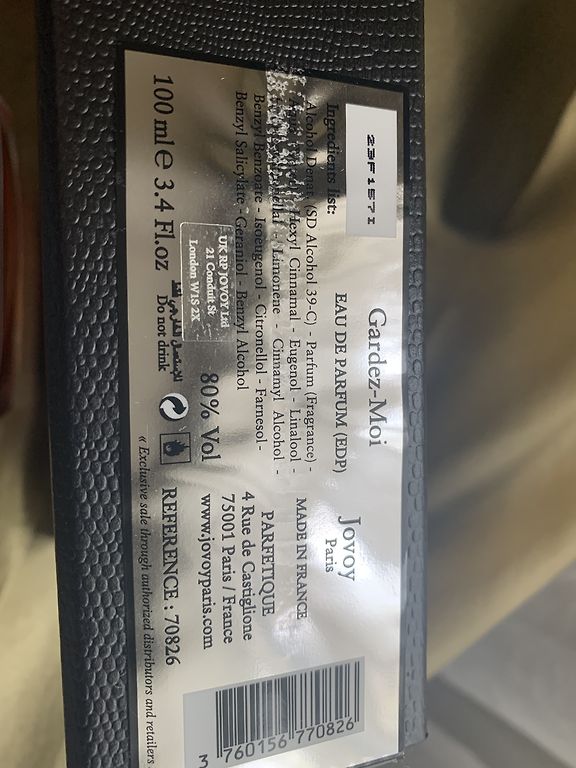 23F157I
Gardez-Moi
EAU DE PARFUM (EDP)
Ingredients list:
Alcohol Denat. (SD Alcohol 39-C) - Parfum (Fragrance) -
Hexyl Cinnamal - Eugenol - Linalool -
- Limonene - Cinnamyl Alcohol -
Benzyl Benzoate - Isoeugenol - Citronellol - Farnesol -
Benzyl Salicylate - Geraniol - Benzyl Alcohol
UK RP JOVOY Ltd
21 Conduit St
London W1S 2X
80% Vol
100 ml e 3.4 Fl.oz
Do not drink
Jovoy
Paris
MADE IN FRANCE
PARFETIQUE
4 Rue de Castiglione
75001 Paris / France
www.jovoyparis.com
REFERENCE : 70826
« Exclusive sale through authorized distributors and retailers
3 760156 770826